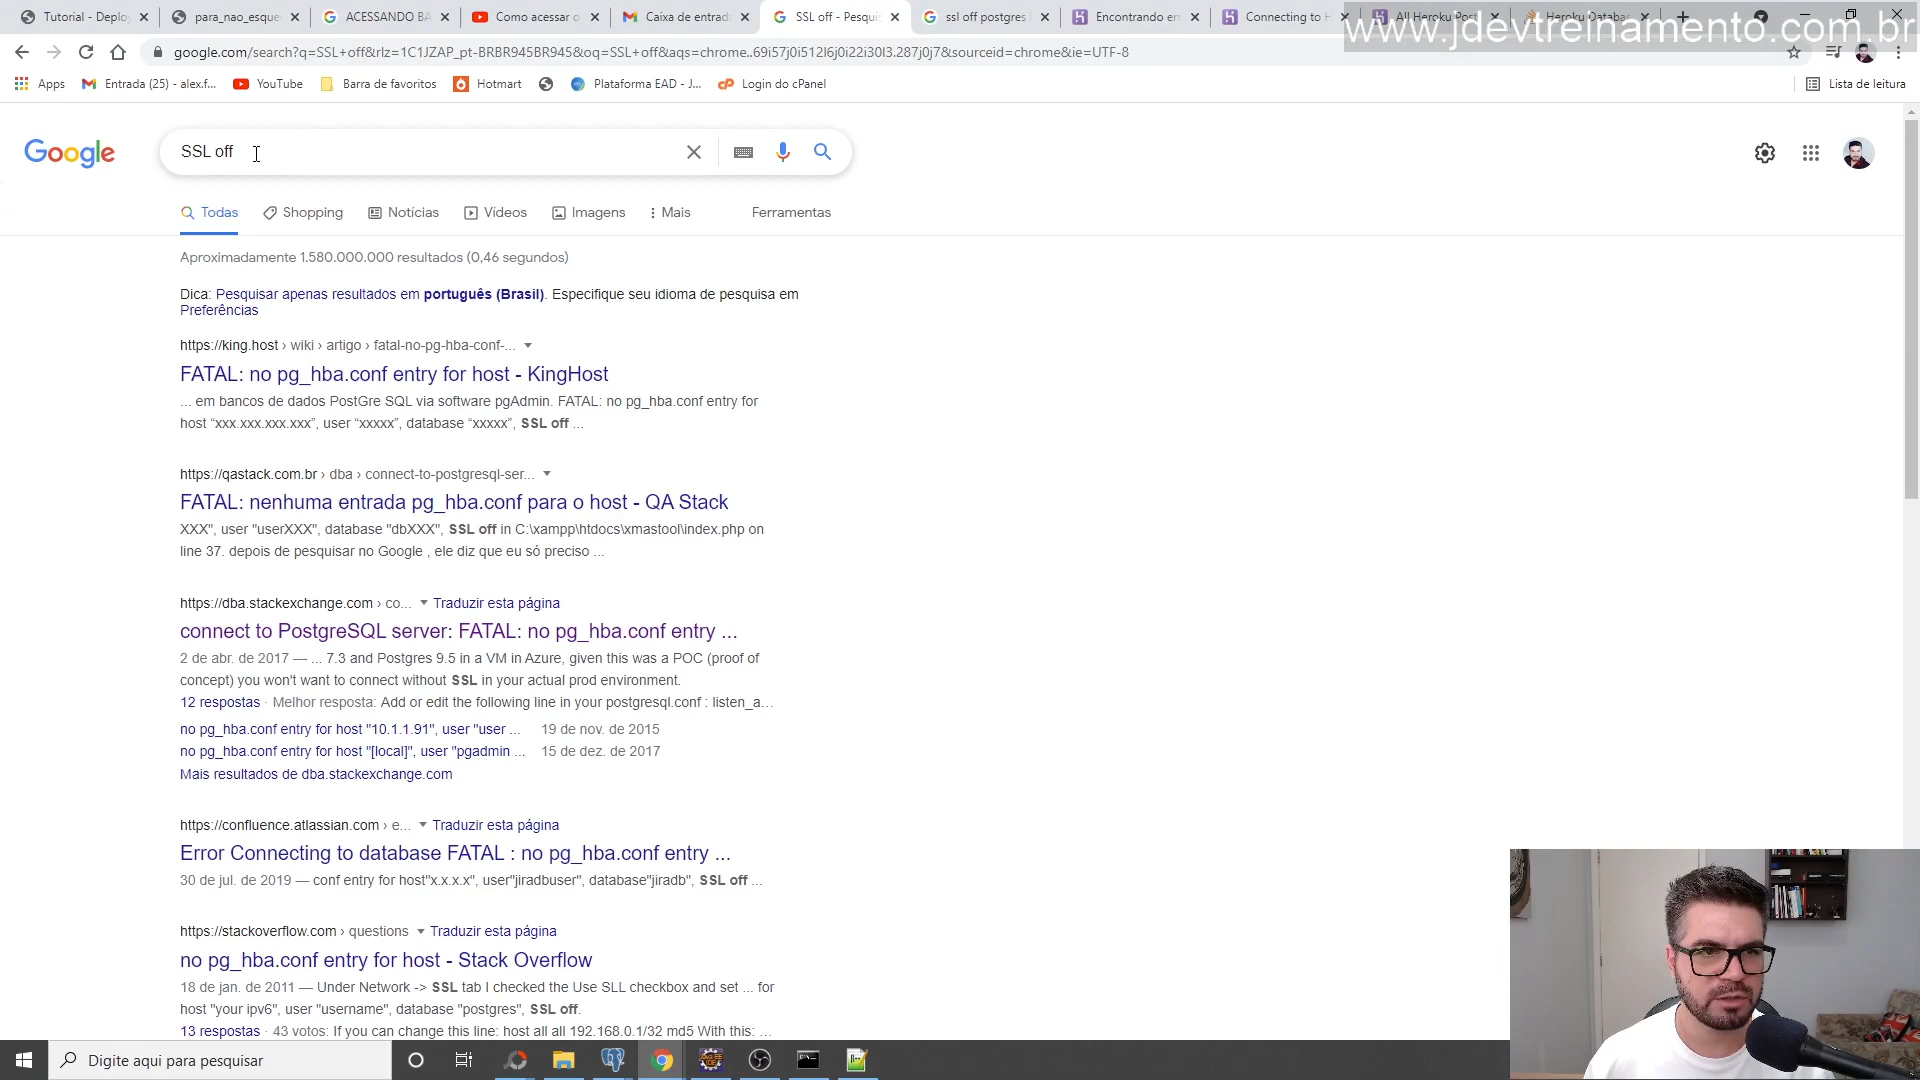 Tutorial - Deploy
para_nao_esque
ACESSANDO BA
Como acessar o
Caixa de entrad
SSL off - Pesqui
ssl off postgres
Encontrando er
Connecting to H
All Heroku Post
Heroku Databa
www.jdevtreinamento.com.br
google.com/search?q=SSL+off&rlz=1C1JZAP_pt-BRBR945BR945&oq=SSL+off&aqs=chrome..69i57j0i512l6j0i22i30l3.287j0j7&sourceid=chrome&ie=UTF-8
Apps
Entrada (25) - alex.f...
YouTube
Barra de favoritos
Hotmart
Plataforma EAD - J...
Login do cPanel
Lista de leitura
Google
SSL off
Todas
Shopping
Notícias
Vídeos
Imagens
Mais
Ferramentas
Aproximadamente 1.580.000.000 resultados (0,46 segundos)
Dica: Pesquisar apenas resultados em português (Brasil). Especifique seu idioma de pesquisa em
Preferências
https://king.host › wiki › artigo › fatal-no-pg-hba-conf-...
FATAL: no pg_hba.conf entry for host - KingHost
... em bancos de dados PostGre SQL via software pgAdmin. FATAL: no pg_hba.conf entry for
host “xxx.xxx.xxx.xxx”, user “xxxxx”, database “xxxxx”, SSL off ...
https://qastack.com.br › dba › connect-to-postgresql-ser...
FATAL: nenhuma entrada pg_hba.conf para o host - QA Stack
XXX", user "userXXX", database "dbXXX", SSL off in C:\xampp\htdocs\xmastool\index.php on
line 37. depois de pesquisar no Google , ele diz que eu só preciso ...
https://dba.stackexchange.com › co... Traduzir esta página
connect to PostgreSQL server: FATAL: no pg_hba.conf entry ...
2 de abr. de 2017 — ... 7.3 and Postgres 9.5 in a VM in Azure, given this was a POC (proof of
concept) you won't want to connect without SSL in your actual prod environment.
12 respostas · Melhor resposta: Add or edit the following line in your postgresql.conf : listen_a...
no pg_hba.conf entry for host "10.1.1.91", user "user ... 19 de nov. de 2015
no pg_hba.conf entry for host "[local]", user "pgadmin ... 15 de dez. de 2017
Mais resultados de dba.stackexchange.com
https://confluence.atlassian.com › e... Traduzir esta página
Error Connecting to database FATAL : no pg_hba.conf entry ...
30 de jul. de 2019 — conf entry for host"x.x.x.x", user"jiradbuser", database"jiradb", SSL off ...
https://stackoverflow.com › questions Traduzir esta página
no pg_hba.conf entry for host - Stack Overflow
18 de jan. de 2011 — Under Network -> SSL tab I checked the Use SLL checkbox and set ... for
host "your ipv6", user "username", database "postgres", SSL off.
13 respostas · 43 votos: If you can change this line: host all all 192.168.0.1/32 md5 With this: ...
Digite aqui para pesquisar